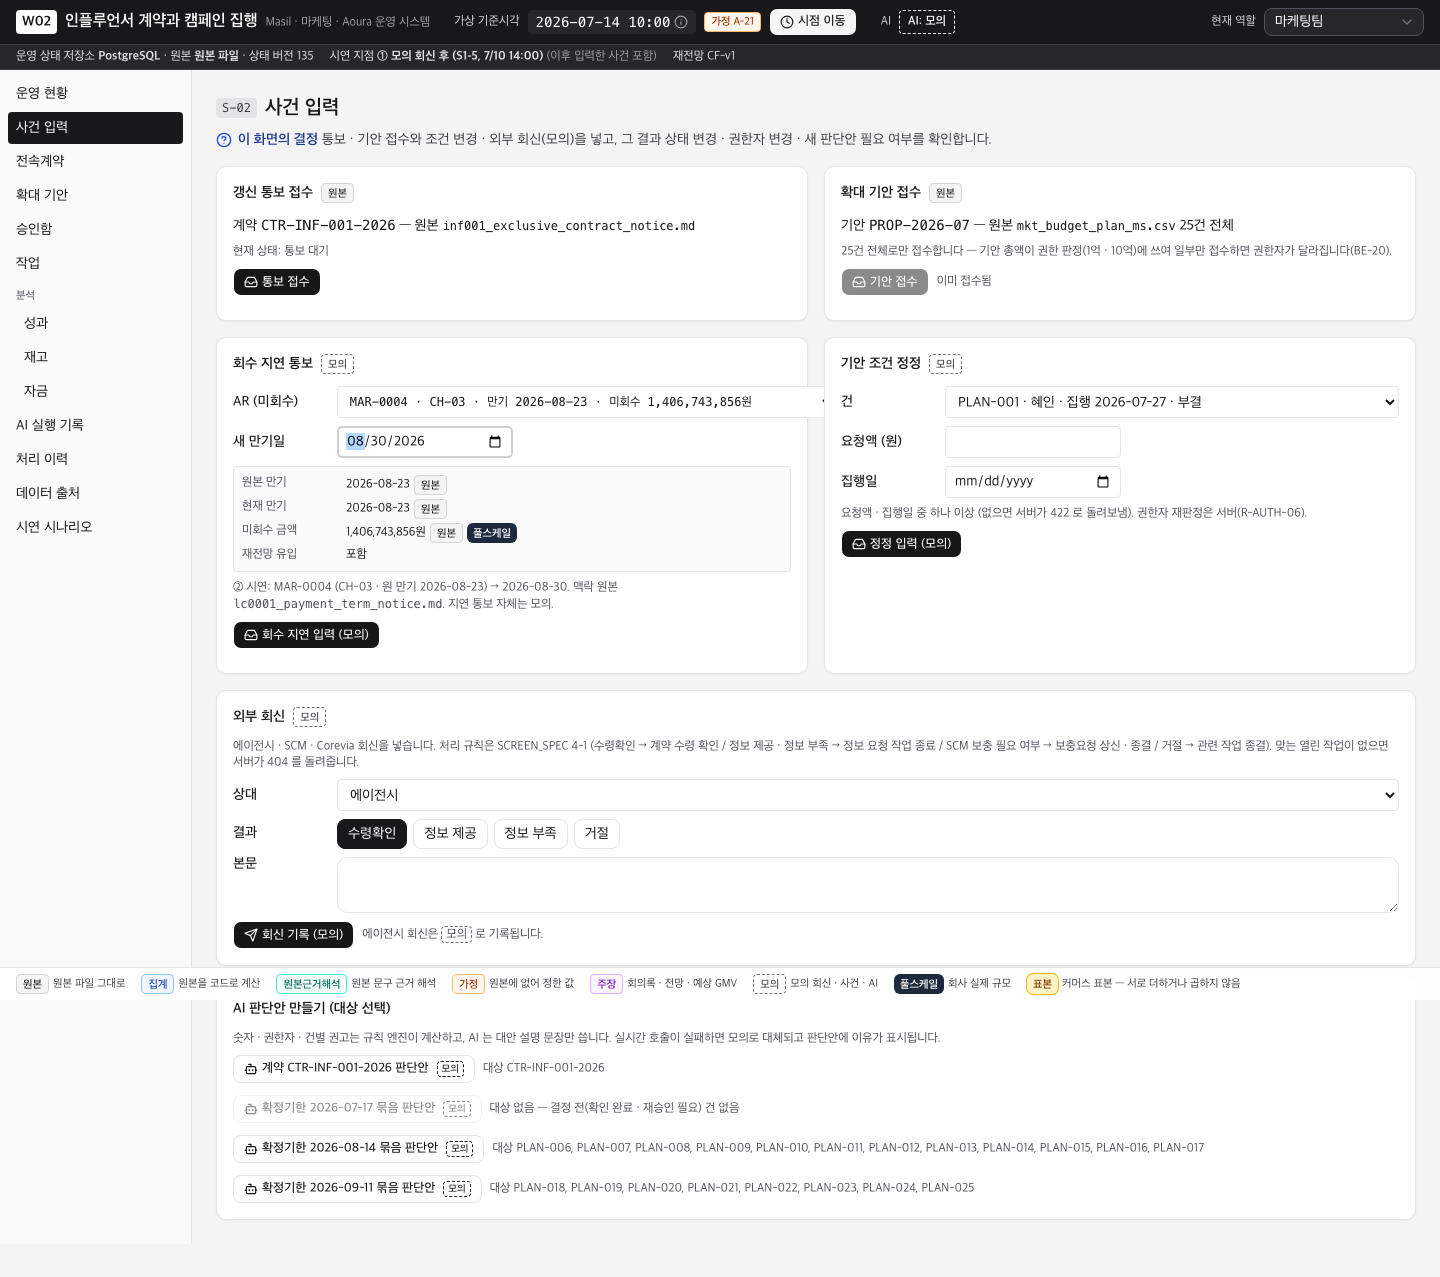 W02 인플루언서 계약과 캠페인 집행 Masil · 마케팅 · Aoura 운영 시스템 가상 기준시각 2026-07-14 10:00 가정 A-21 시점 이동 AI AI: 모의 현재 역할 마케팅팀
운영 상태 저장소 PostgreSQL · 원본 원본 파일 · 상태 버전 135 시연 지점 ① 모의 회신 후 (S1-5, 7/10 14:00) (이후 입력한 사건 포함) 재전망 CF-v1
운영 현황
사건 입력
전속계약
확대 기안
승인함
작업
분석
성과
재고
자금
AI 실행 기록
처리 이력
데이터 출처
시연 시나리오
S-02 사건 입력
이 화면의 결정 통보 · 기안 접수와 조건 변경 · 외부 회신(모의)을 넣고, 그 결과 상태 변경 · 권한자 변경 · 새 판단안 필요 여부를 확인합니다.
갱신 통보 접수 원본
계약 CTR-INF-001-2026 — 원본 inf001_exclusive_contract_notice.md
현재 상태: 통보 대기
통보 접수
확대 기안 접수 원본
기안 PROP-2026-07 — 원본 mkt_budget_plan_ms.csv 25건 전체
25건 전체로만 접수합니다 — 기안 총액이 권한 판정(1억 · 10억)에 쓰여 일부만 접수하면 권한자가 달라집니다(BE-20).
기안 접수 이미 접수됨
회수 지연 통보 모의
AR (미회수) MAR-0004 · CH-03 · 만기 2026-08-23 · 미회수 1,406,743,856원
새 만기일 08/30/2026
원본 만기 2026-08-23 원본
현재 만기 2026-08-23 원본
미회수 금액 1,406,743,856원 원본 풀스케일
재전망 유입 포함
② 시연: MAR-0004 (CH-03 · 원 만기 2026-08-23) → 2026-08-30. 맥락 원본
lc0001_payment_term_notice.md. 지연 통보 자체는 모의.
회수 지연 입력 (모의)
기안 조건 정정 모의
건 PLAN-001 · 혜인 · 집행 2026-07-27 · 부결
요청액 (원)
집행일 mm/dd/yyyy
요청액 · 집행일 중 하나 이상 (없으면 서버가 422 로 돌려보냄). 권한자 재판정은 서버(R-AUTH-06).
정정 입력 (모의)
외부 회신 모의
에이전시 · SCM · Corevia 회신을 넣습니다. 처리 규칙은 SCREEN_SPEC 4-1 (수령확인 → 계약 수령 확인 / 정보 제공 · 정보 부족 → 정보 요청 작업 종료 / SCM 보충 필요 여부 → 보충요청 상신 · 종결 / 거절 → 관련 작업 종결). 맞는 열린 작업이 없으면
서버가 404 를 돌려줍니다.
상대 에이전시
결과 수령확인 정보 제공 정보 부족 거절
본문
회신 기록 (모의) 에이전시 회신은 모의 로 기록됩니다.
원본 원본 파일 그대로 집계 원본을 코드로 계산 원본근거해석 원본 문구 근거 해석 가정 원본에 없어 정한 값 주장 회의록 · 전망 · 예상 GMV 모의 모의 회신 · 사건 · AI 풀스케일 회사 실제 규모 표본 커머스 표본 — 서로 더하거나 곱하지 않음
AI 판단안 만들기 (대상 선택)
숫자 · 권한자 · 건별 권고는 규칙 엔진이 계산하고, AI 는 대안 설명 문장만 씁니다. 실시간 호출이 실패하면 모의로 대체되고 판단안에 이유가 표시됩니다.
계약 CTR-INF-001-2026 판단안 모의 대상 CTR-INF-001-2026
확정기한 2026-07-17 묶음 판단안 모의 대상 없음 — 결정 전(확인 완료 · 재승인 필요) 건 없음
확정기한 2026-08-14 묶음 판단안 모의 대상 PLAN-006, PLAN-007, PLAN-008, PLAN-009, PLAN-010, PLAN-011, PLAN-012, PLAN-013, PLAN-014, PLAN-015, PLAN-016, PLAN-017
확정기한 2026-09-11 묶음 판단안 모의 대상 PLAN-018, PLAN-019, PLAN-020, PLAN-021, PLAN-022, PLAN-023, PLAN-024, PLAN-025